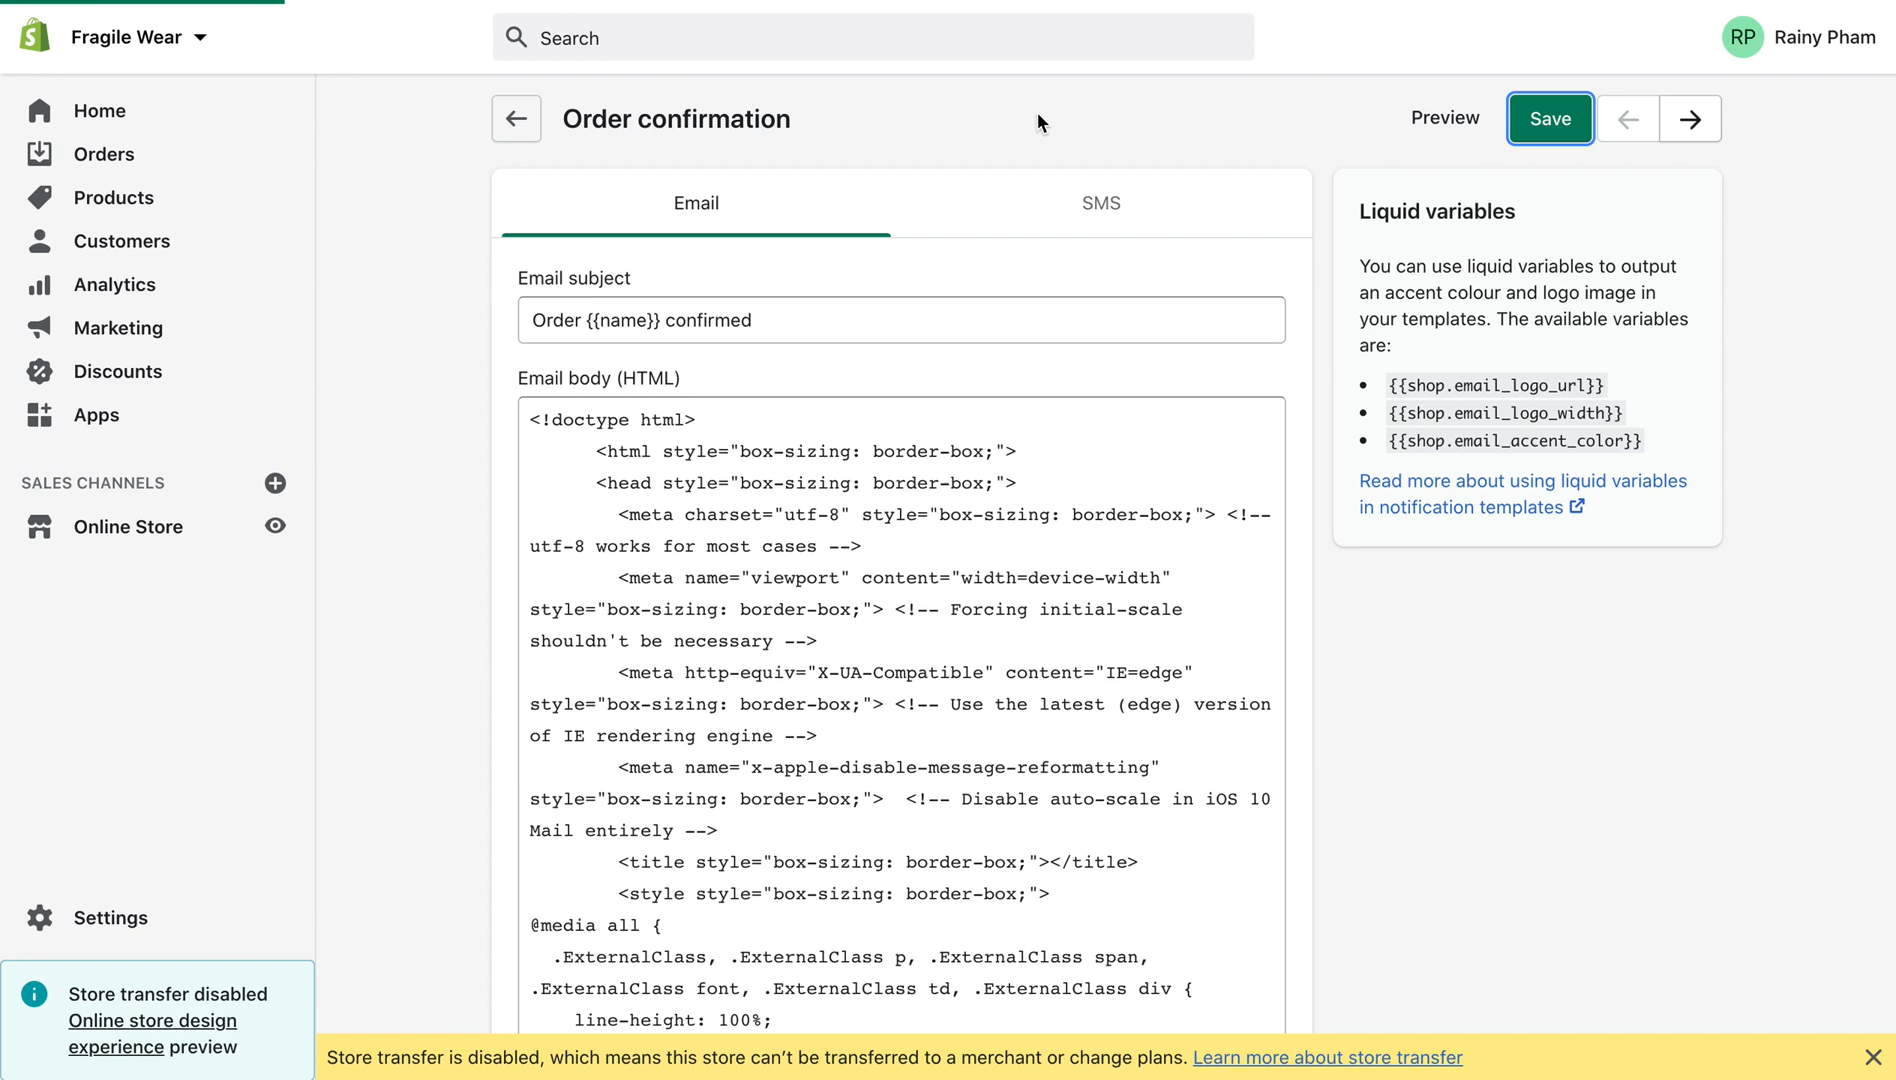 Fragile Wear
Search
RP
Rainy Pham
Home
Orders
Products
Customers
Analytics
Marketing
Discounts
Apps
SALES CHANNELS
Online Store
Settings
Store transfer disabled
Online store design
experience preview
Order confirmation
Preview
Save
Email
SMS
Email subject
Order {{name}} confirmed
Email body (HTML)
<!doctype html>
<html style="box-sizing: border-box;">
<head style="box-sizing: border-box;">
<meta charset="utf-8" style="box-sizing: border-box;"> <!--
utf-8 works for most cases -->
<meta name="viewport" content="width=device-width"
style="box-sizing: border-box;"> <!-- Forcing initial-scale
shouldn't be necessary -->
<meta http-equiv="X-UA-Compatible" content="IE=edge"
style="box-sizing: border-box;"> <!-- Use the latest (edge) version
of IE rendering engine -->
<meta name="x-apple-disable-message-reformatting"
style="box-sizing: border-box;">  <!-- Disable auto-scale in iOS 10
Mail entirely -->
<title style="box-sizing: border-box;"></title>
<style style="box-sizing: border-box;">
@media all {
.ExternalClass, .ExternalClass p, .ExternalClass span,
.ExternalClass font, .ExternalClass td, .ExternalClass div {
line-height: 100%;
Liquid variables
You can use liquid variables to output
an accent colour and logo image in
your templates. The available variables
are:
• {{shop.email_logo_url}}
• {{shop.email_logo_width}}
• {{shop.email_accent_color}}
Read more about using liquid variables
in notification templates
Store transfer is disabled, which means this store can’t be transferred to a merchant or change plans. Learn more about store transfer